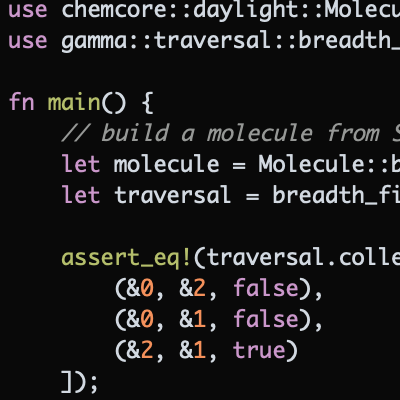 use chemcore::daylight::Molecu
use gamma::traversal::breadth_
fn main() {
    // build a molecule from S
    let molecule = Molecule::b
    let traversal = breadth_fi
    assert_eq!(traversal.colle
        (&0, &2, false),
        (&0, &1, false),
        (&2, &1, true)
    ]);